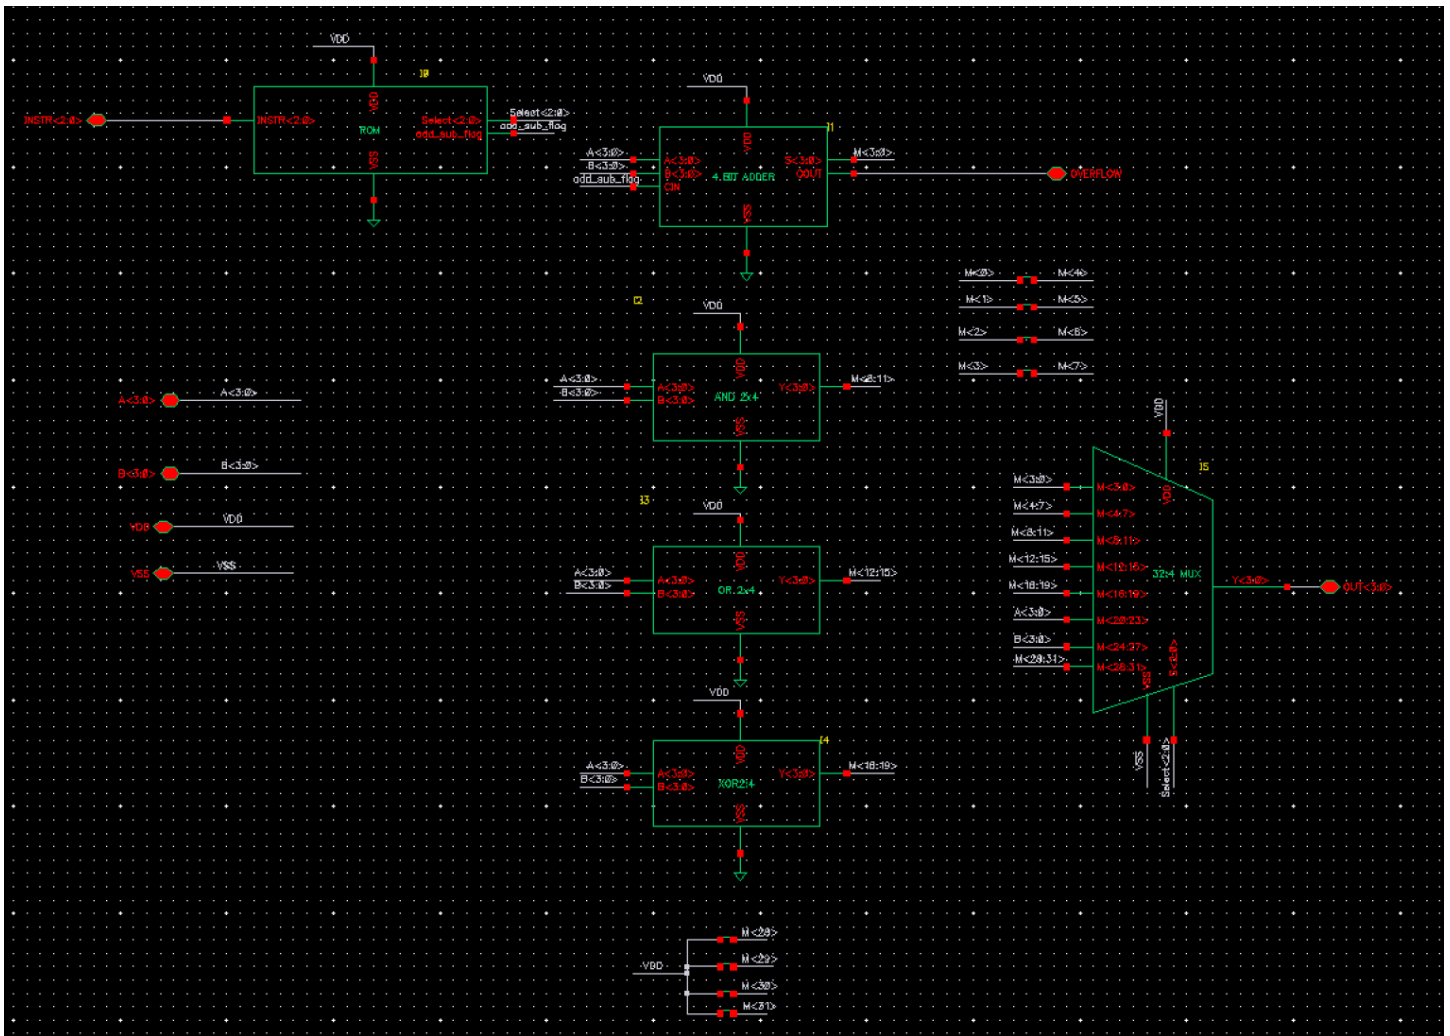 VDD
I0
INSTR<2:0>
INSTR<2:0>
VDD
ROM
VSS
Select<2:0>
add_sub_flag
Select<2:0>
add_sub_flag
VDD
I1
A<3:0>
B<3:0>
add_sub_flag
A<3:0>
B<3:0>
CIN
VDD
4.BIT ADDER
VSS
S<3:0>
COUT
M<3:0>
OVERFLOW
M<0>
M<4>
M<1>
M<5>
M<2>
M<6>
M<3>
M<7>
I2
VDD
A<3:0>
B<3:0>
A<3:0>
B<3:0>
VDD
AND 2x4
VSS
Y<3:0>
M<8:11>
A<3:0>
A<3:0>
B<3:0>
B<3:0>
VDD
VDD
VSS
VSS
I3
VDD
A<3:0>
B<3:0>
A<3:0>
B<3:0>
VDD
OR.2x4
VSS
Y<3:0>
M<12:15>
VDD
I5
M<3:0>
M<3:0>
VDD
M<4:7>
M<4:7>
M<8:11>
M<8:11>
M<12:15>
M<12:15>
32:4 MUX
M<16:19>
M<16:19>
Y<3:0>
OUT<3:0>
A<3:0>
M<20:23>
B<3:0>
M<24:27>
M<28:31>
M<28:31>
VSS
S<2:0>
VSS
Select<2:0>
VDD
I4
A<3:0>
B<3:0>
A<3:0>
B<3:0>
VDD
XOR2:4
VSS
Y<3:0>
M<16:19>
VDD
M<28>
M<29>
M<30>
M<31>